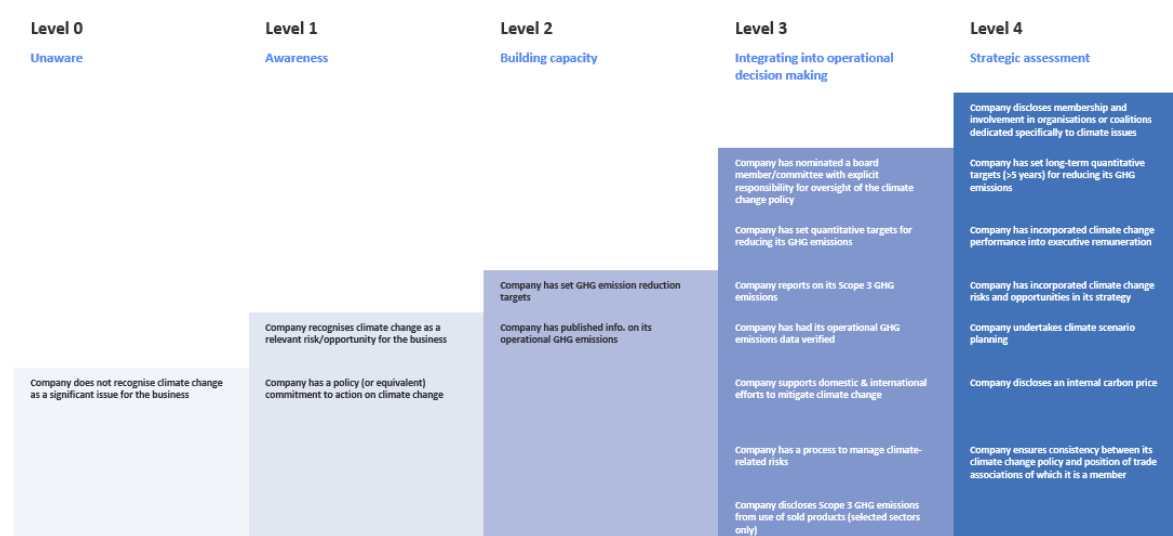 Level 0
Unaware
Company does not recognise climate change
as a significant issue for the business
Level 1
Awareness
Company recognises climate change as a
relevant risk/opportunity for the business
Company has a policy (or equivalent)
commitment to action on climate change
Level 2
Building capacity
Company has set GHG emission reduction
targets
Company has published info. on its
operational GHG emissions
Level 3
Integrating into operational
decision making
Company has nominated a board
member/committee with explicit
responsibility for oversight of the climate
change policy
Company has set quantitative targets for
reducing its GHG emissions
Company reports on its Scope 3 GHG
emissions
Company has had its operational GHG
emissions data verified
Company supports domestic & international
efforts to mitigate climate change
Company has a process to manage climate-
related risks
Company discloses Scope 3 GHG emissions
from use of sold products (selected sectors
only)
Level 4
Strategic assessment
Company discloses membership and
involvement in organisations or coalitions
dedicated specifically to climate issues
Company has set long-term quantitative
targets (>5 years) for reducing its GHG
emissions
Company has incorporated climate change
performance into executive remuneration
Company has incorporated climate change
risks and opportunities in its strategy
Company undertakes climate scenario
planning
Company discloses an internal carbon price
Company ensures consistency between its
climate change policy and position of trade
associations of which it is a member